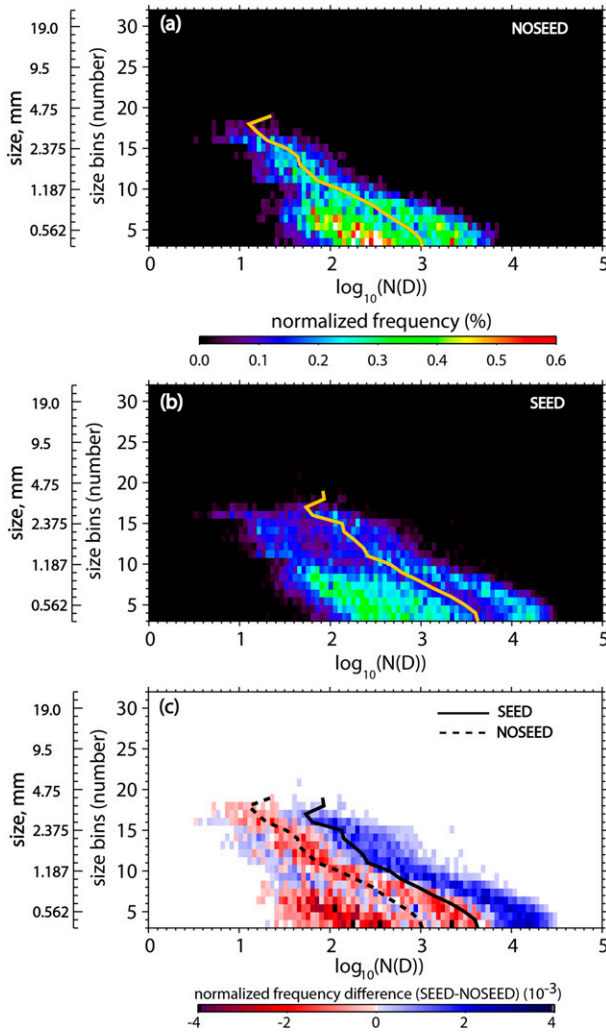 (a)
NOSEED
size, mm
size bins (number)
19.0
9.5
4.75
2.375
1.187
0.562
30
25
20
15
10
5
0 1 2 3 4 5
log10(N(D))
normalized frequency (%)
0.0 0.1 0.2 0.3 0.4 0.5 0.6
(b)
SEED
size, mm
size bins (number)
19.0
9.5
4.75
2.375
1.187
0.562
30
25
20
15
10
5
0 1 2 3 4 5
log10(N(D))
(c)
SEED
NOSEED
size, mm
size bins (number)
19.0
9.5
4.75
2.375
1.187
0.562
30
25
20
15
10
5
0 1 2 3 4 5
log10(N(D))
normalized frequency difference (SEED-NOSEED) (10-3)
-4 -2 0 2 4